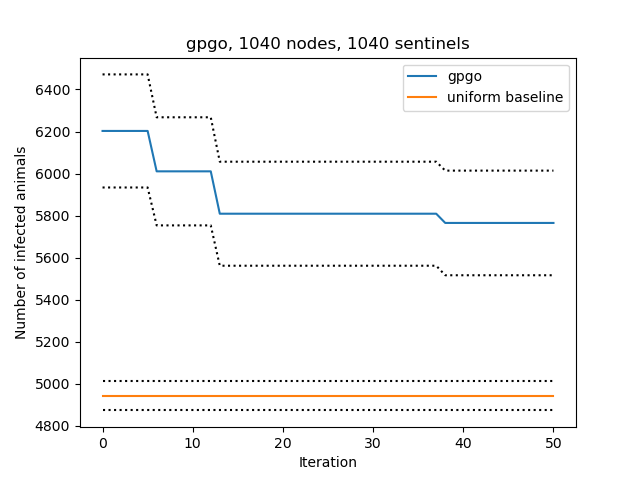 gpgo, 1040 nodes, 1040 sentinels
gpgo
uniform baseline
Number of infected animals
6400
6200
6000
5800
5600
5400
5200
5000
4800
0 10 20 30 40 50
Iteration